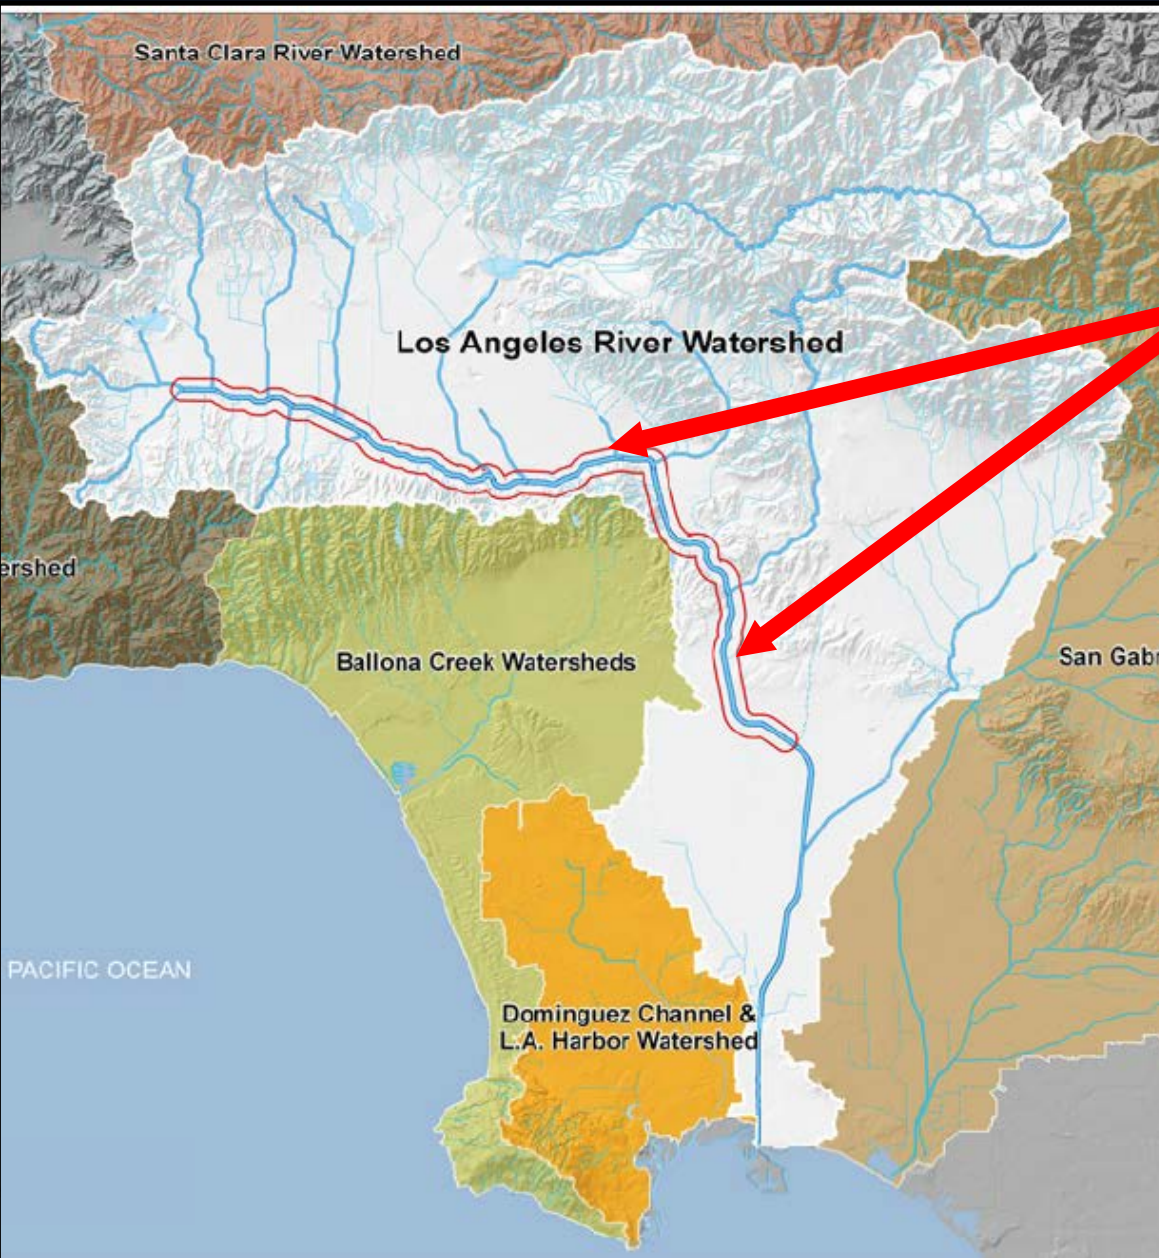 Santa Clara River Watershed
Los Angeles River Watershed
ershed
Ballona Creek Watersheds
San Gabr
PACIFIC OCEAN
Dominguez Channel &
L.A. Harbor Watershed